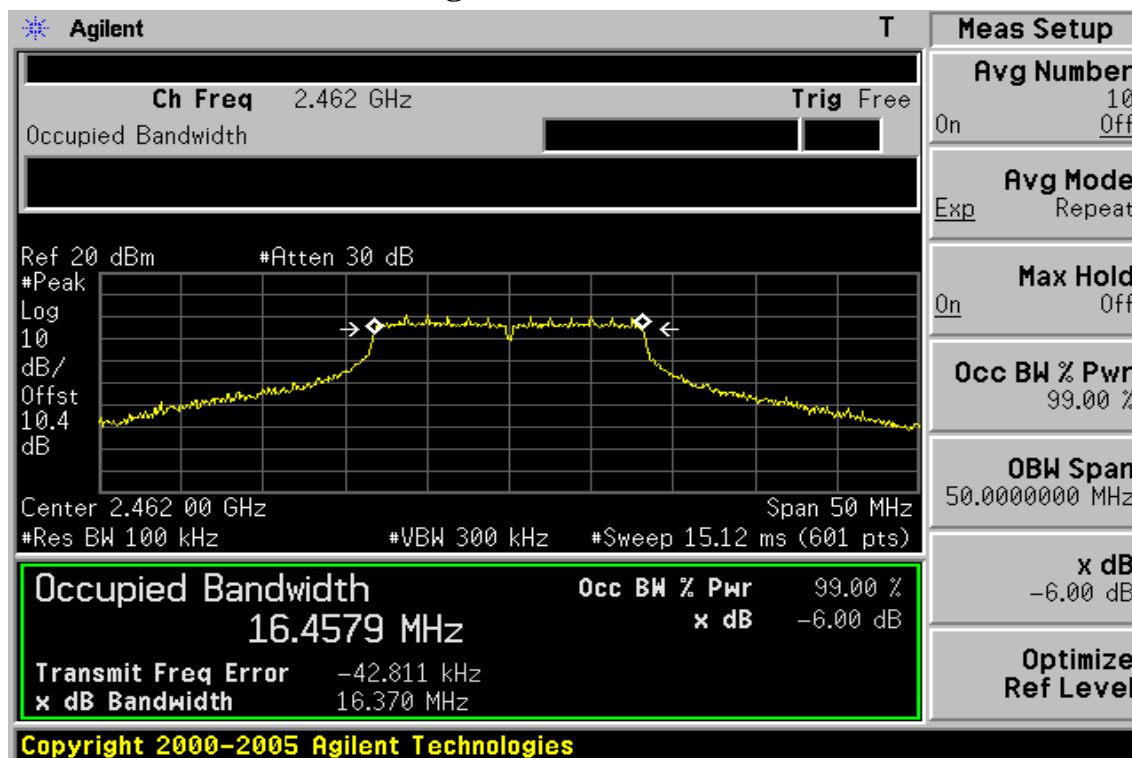 Agilent T
Ch Freq 2.462 GHz Trig Free
Occupied Bandwidth
Ref 20 dBm #Atten 30 dB
#Peak
Log
10
dB/
Offst
10.4
dB
Center 2.462 00 GHz Span 50 MHz
#Res BW 100 kHz #VBW 300 kHz #Sweep 15.12 ms (601 pts)
Occupied Bandwidth Occ BW % Pwr 99.00 %
16.4579 MHz x dB -6.00 dB
Transmit Freq Error -42.811 kHz
x dB Bandwidth 16.370 MHz
Copyright 2000-2005 Agilent Technologies
Meas Setup
Avg Number
10
On Off
Avg Mode
Exp Repeat
Max Hold
On Off
Occ BW % Pwr
99.00 %
OBW Span
50.0000000 MHz
x dB
-6.00 dB
Optimize
Ref Level